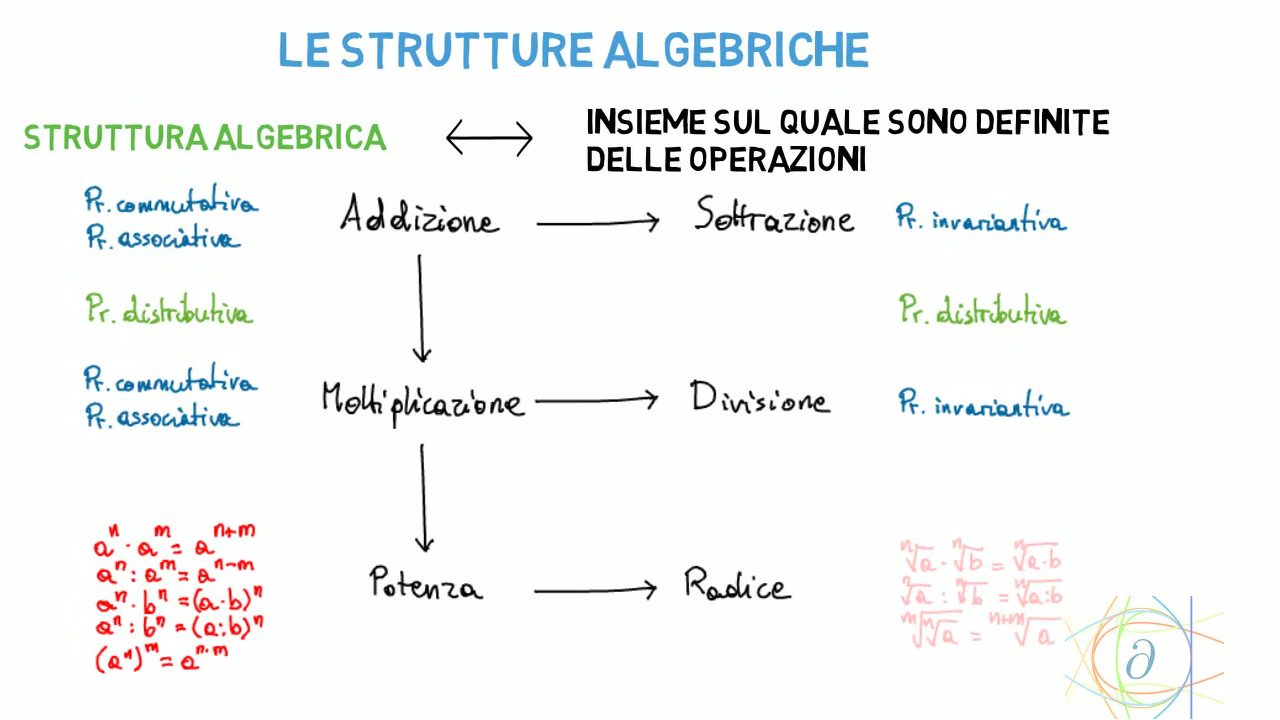 LE STRUTTURE ALGEBRICHE
STRUTTURA ALGEBRICA
INSIEME SUL QUALE SONO DEFINITE
DELLE OPERAZIONI
Pr. commutativa
Pr. associativa
Addizione
Sottrazione
Pr. invariantiva
Pr. distributiva
Pr. distributiva
Pr. commutativa
Pr. associativa
Moltiplicazione
Divisione
Pr. invariantiva
aⁿ · aᵐ = aⁿ⁺ᵐ
aⁿ : aᵐ = aⁿ⁻ᵐ
aⁿ · bⁿ = (a·b)ⁿ
aⁿ : bⁿ = (a:b)ⁿ
(aⁿ)ᵐ = aⁿ·ᵐ
Potenza
Radice
ⁿ√a · ⁿ√b = ⁿ√a·b
ⁿ√a : ⁿ√b = ⁿ√a:b
ᵐ√ⁿ√a = ⁿ⁺ᵐ√a
∂